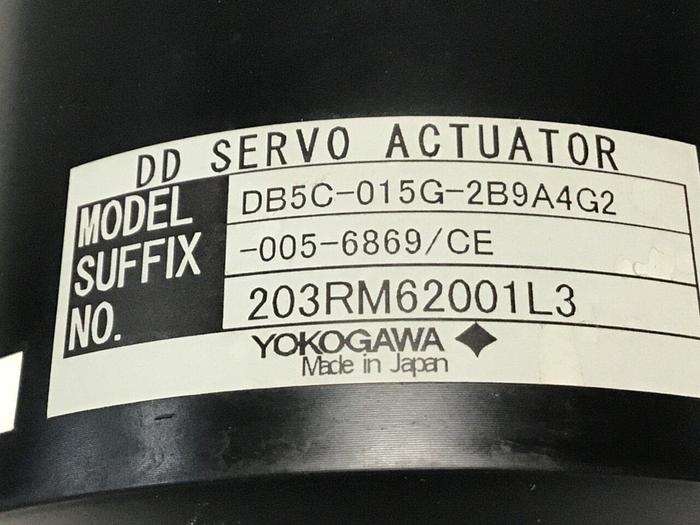 DD SERVO ACTUATOR
MODEL DB5C-015G-2B9A4G2
SUFFIX -005-6869/CE
NO. 203RM62001L3
YOKOGAWA
Made in Japan